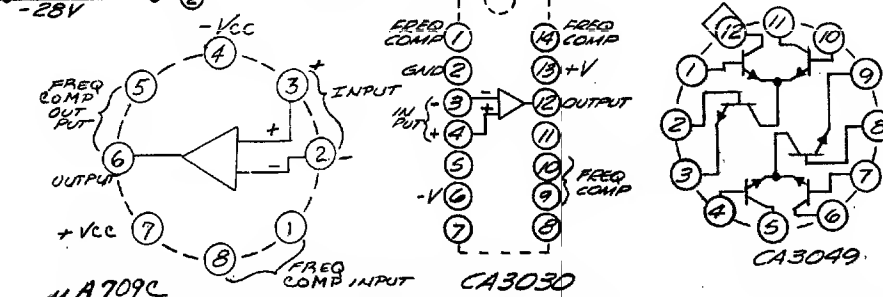 -28V
2
-Vcc
4
5
3
+
FREQ
COMP
OUT
PUT
INPUT
+
6
-
2
-
OUTPUT
+Vcc
7
1
8
FREQ
COMP INPUT
μA709C
FREQ
COMP
1
14
FREQ
COMP
GND
2
13
+V
IN
PUT
-
3
-
+
12
OUTPUT
+
4
11
5
10
FREQ
COMP
-V
6
9
7
8
CA3030
12
11
10
1
9
2
8
3
7
4
5
6
CA3049